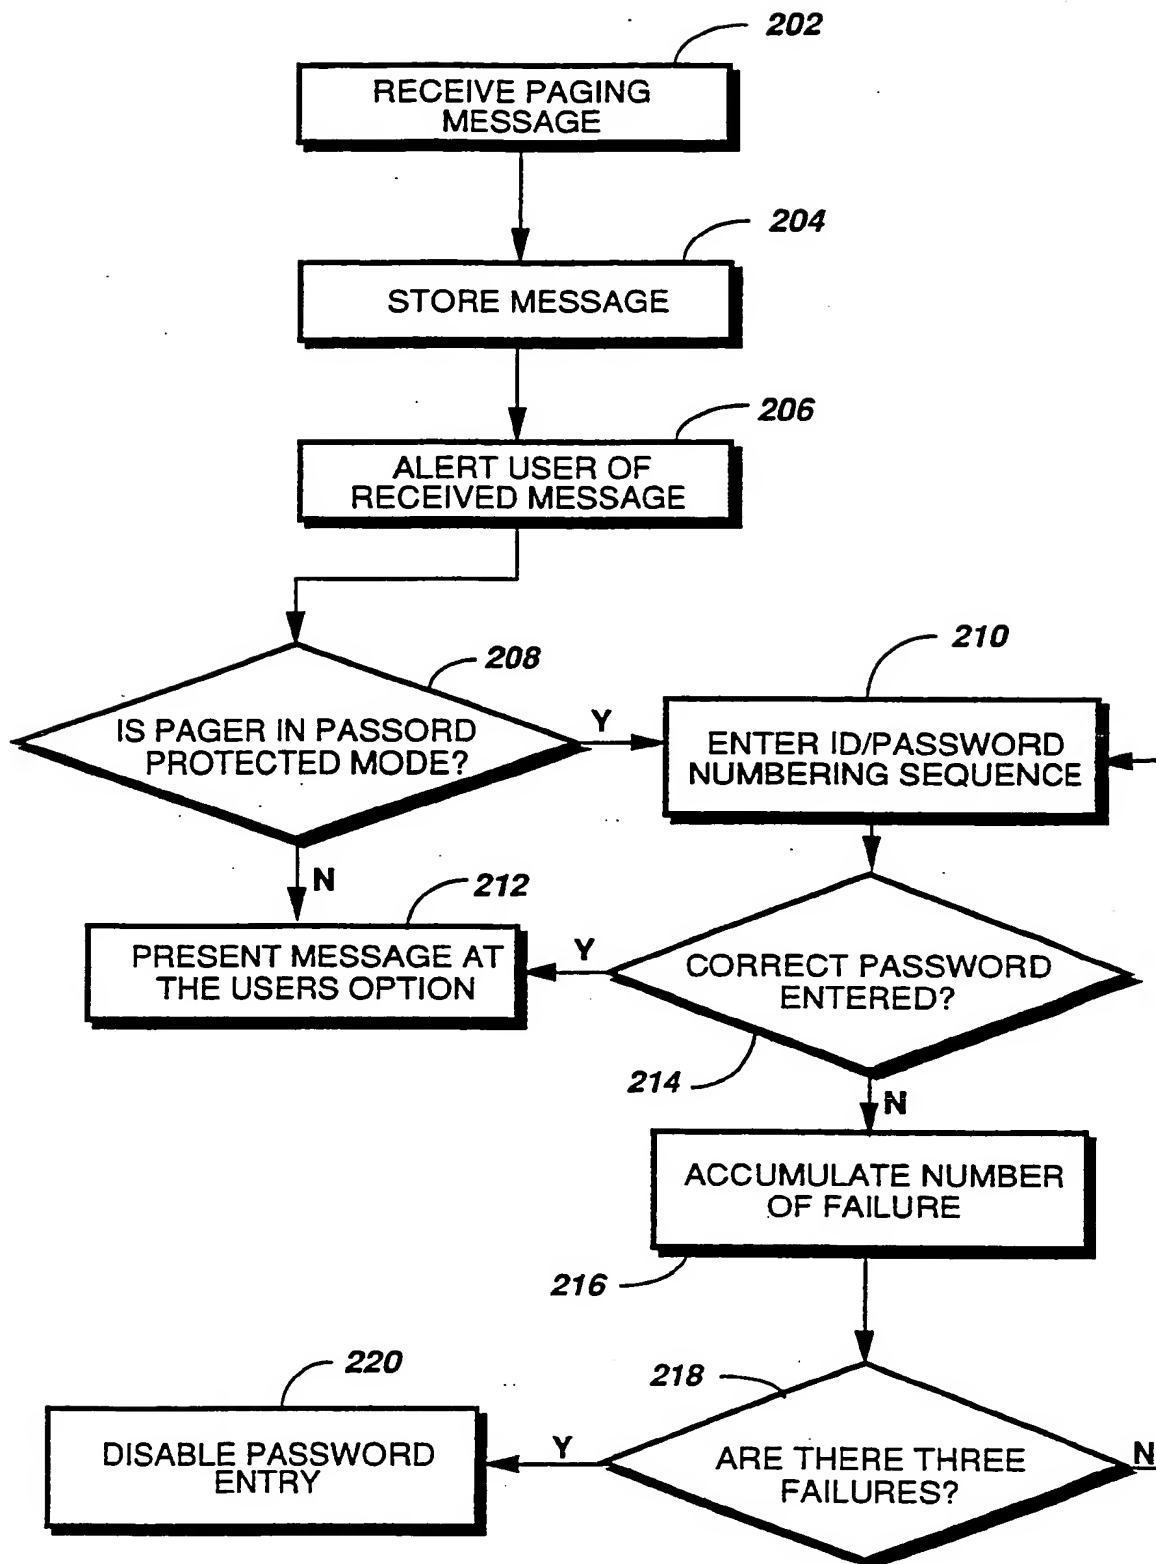 202
RECEIVE PAGING
MESSAGE
204
STORE MESSAGE
206
ALERT USER OF
RECEIVED MESSAGE
208
IS PAGER IN PASSORD
PROTECTED MODE?
Y
N
210
ENTER ID/PASSWORD
NUMBERING SEQUENCE
212
PRESENT MESSAGE AT
THE USERS OPTION
Y
CORRECT PASSWORD
ENTERED?
214
N
ACCUMULATE NUMBER
OF FAILURE
216
218
ARE THERE THREE
FAILURES?
Y
N
220
DISABLE PASSWORD
ENTRY